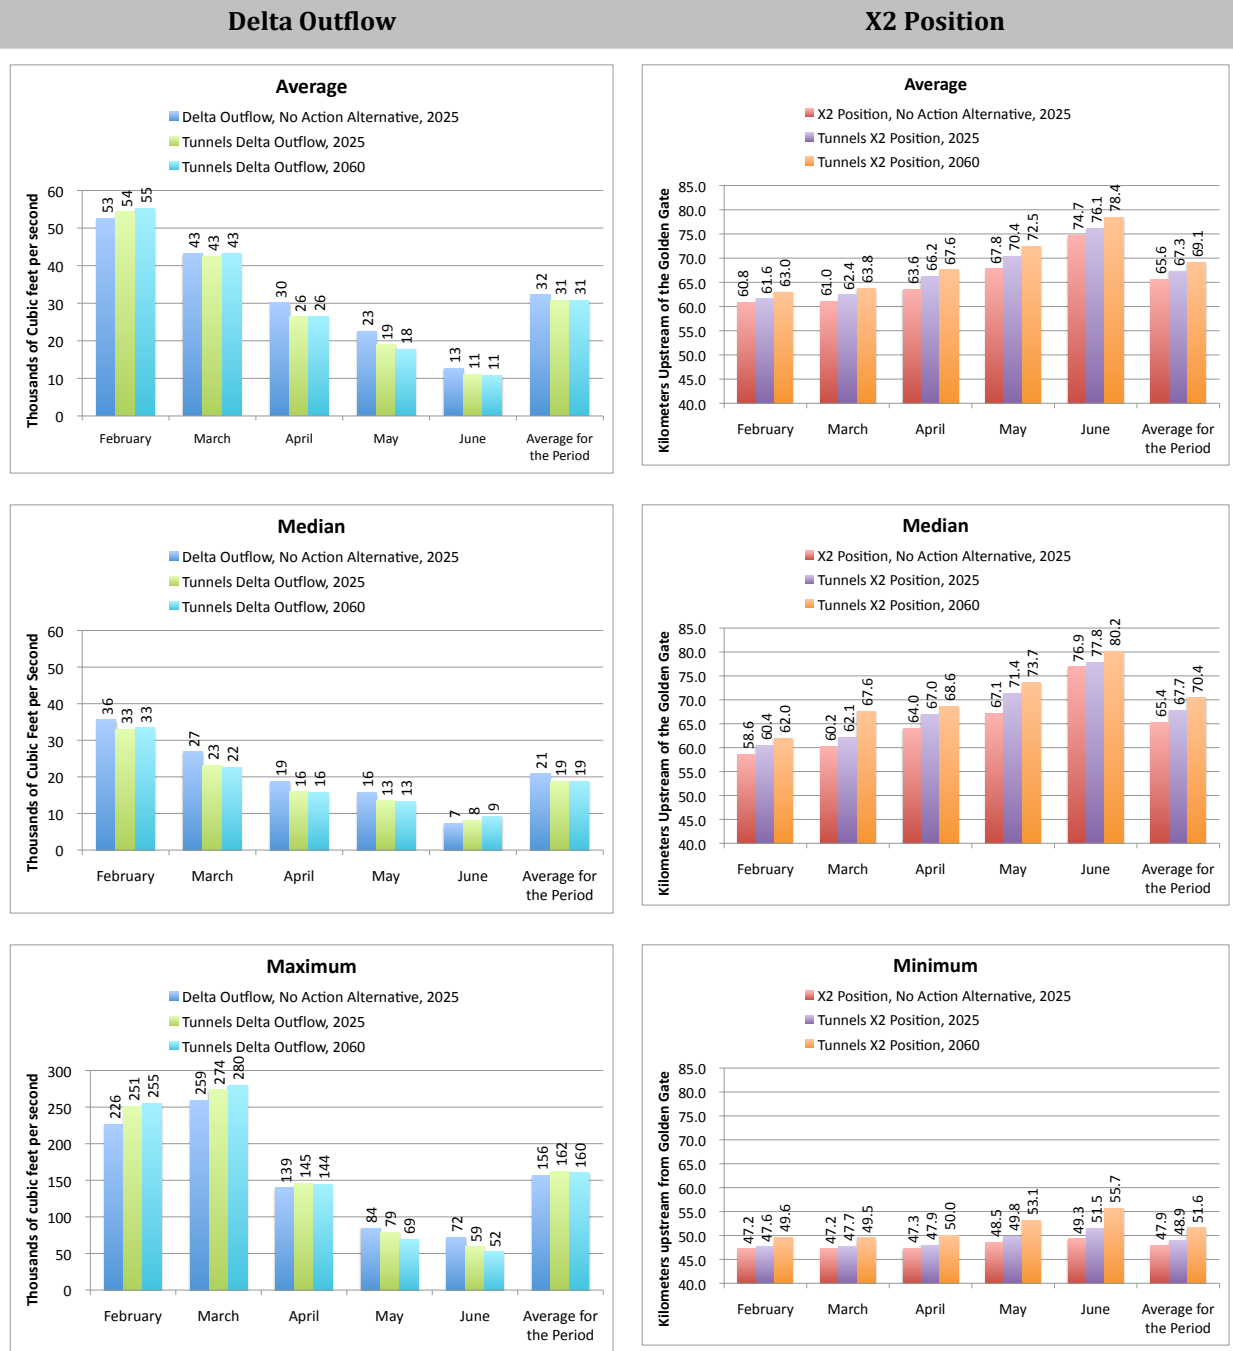 Delta Outflow
X2 Position
Average
Delta Outflow, No Action Alternative, 2025
Tunnels Delta Outflow, 2025
Tunnels Delta Outflow, 2060
Thousands of Cubic feet per second
60
50
40
30
20
10
0
53 54 55
43 43 43
30 26 26
23 19 18
13 11 11
32 31 31
February March April May June Average for
the Period
Average
X2 Position, No Action Alternative, 2025
Tunnels X2 Position, 2025
Tunnels X2 Position, 2060
Kilometers Upstream of the Golden Gate
85.0
80.0
75.0
70.0
65.0
60.0
55.0
50.0
45.0
40.0
60.8 61.6 63.0
61.0 62.4 63.8
63.6 66.2 67.6
67.8 70.4 72.5
74.7 76.1 78.4
65.6 67.3 69.1
February March April May June Average for
the Period
Median
Delta Outflow, No Action Alternative, 2025
Tunnels Delta Outflow, 2025
Tunnels Delta Outflow, 2060
Thousands of Cubic Feet per Second
60
50
40
30
20
10
0
36 33 33
27 23 22
19 16 16
16 13 13
7 8 9
21 19 19
February March April May June Average for
the Period
Median
X2 Position, No Action Alternative, 2025
Tunnels X2 Position, 2025
Tunnels X2 Position, 2060
Kilometers Upstream of the Golden Gate
85.0
80.0
75.0
70.0
65.0
60.0
55.0
50.0
45.0
40.0
58.6 60.4 62.0
60.2 62.1 67.6
64.0 67.0 68.6
67.1 71.4 73.7
76.9 77.8 80.2
65.4 67.7 70.4
February March April May June Average for
the Period
Maximum
Delta Outflow, No Action Alternative, 2025
Tunnels Delta Outflow, 2025
Tunnels Delta Outflow, 2060
Thousands of cubic feet per second
300
250
200
150
100
50
0
226 251 255
259 274 280
139 145 144
84 79 69
72 59 52
156 162 160
February March April May June Average for
the Period
Minimum
X2 Position, No Action Alternative, 2025
Tunnels X2 Position, 2025
Tunnels X2 Position, 2060
Kilometers upstream from Golden Gate
85.0
80.0
75.0
70.0
65.0
60.0
55.0
50.0
45.0
40.0
47.2 47.6 49.6
47.2 47.7 49.5
47.3 47.9 50.0
48.5 49.8 53.1
49.3 51.5 55.7
47.9 48.9 51.6
February March April May June Average for
the Period